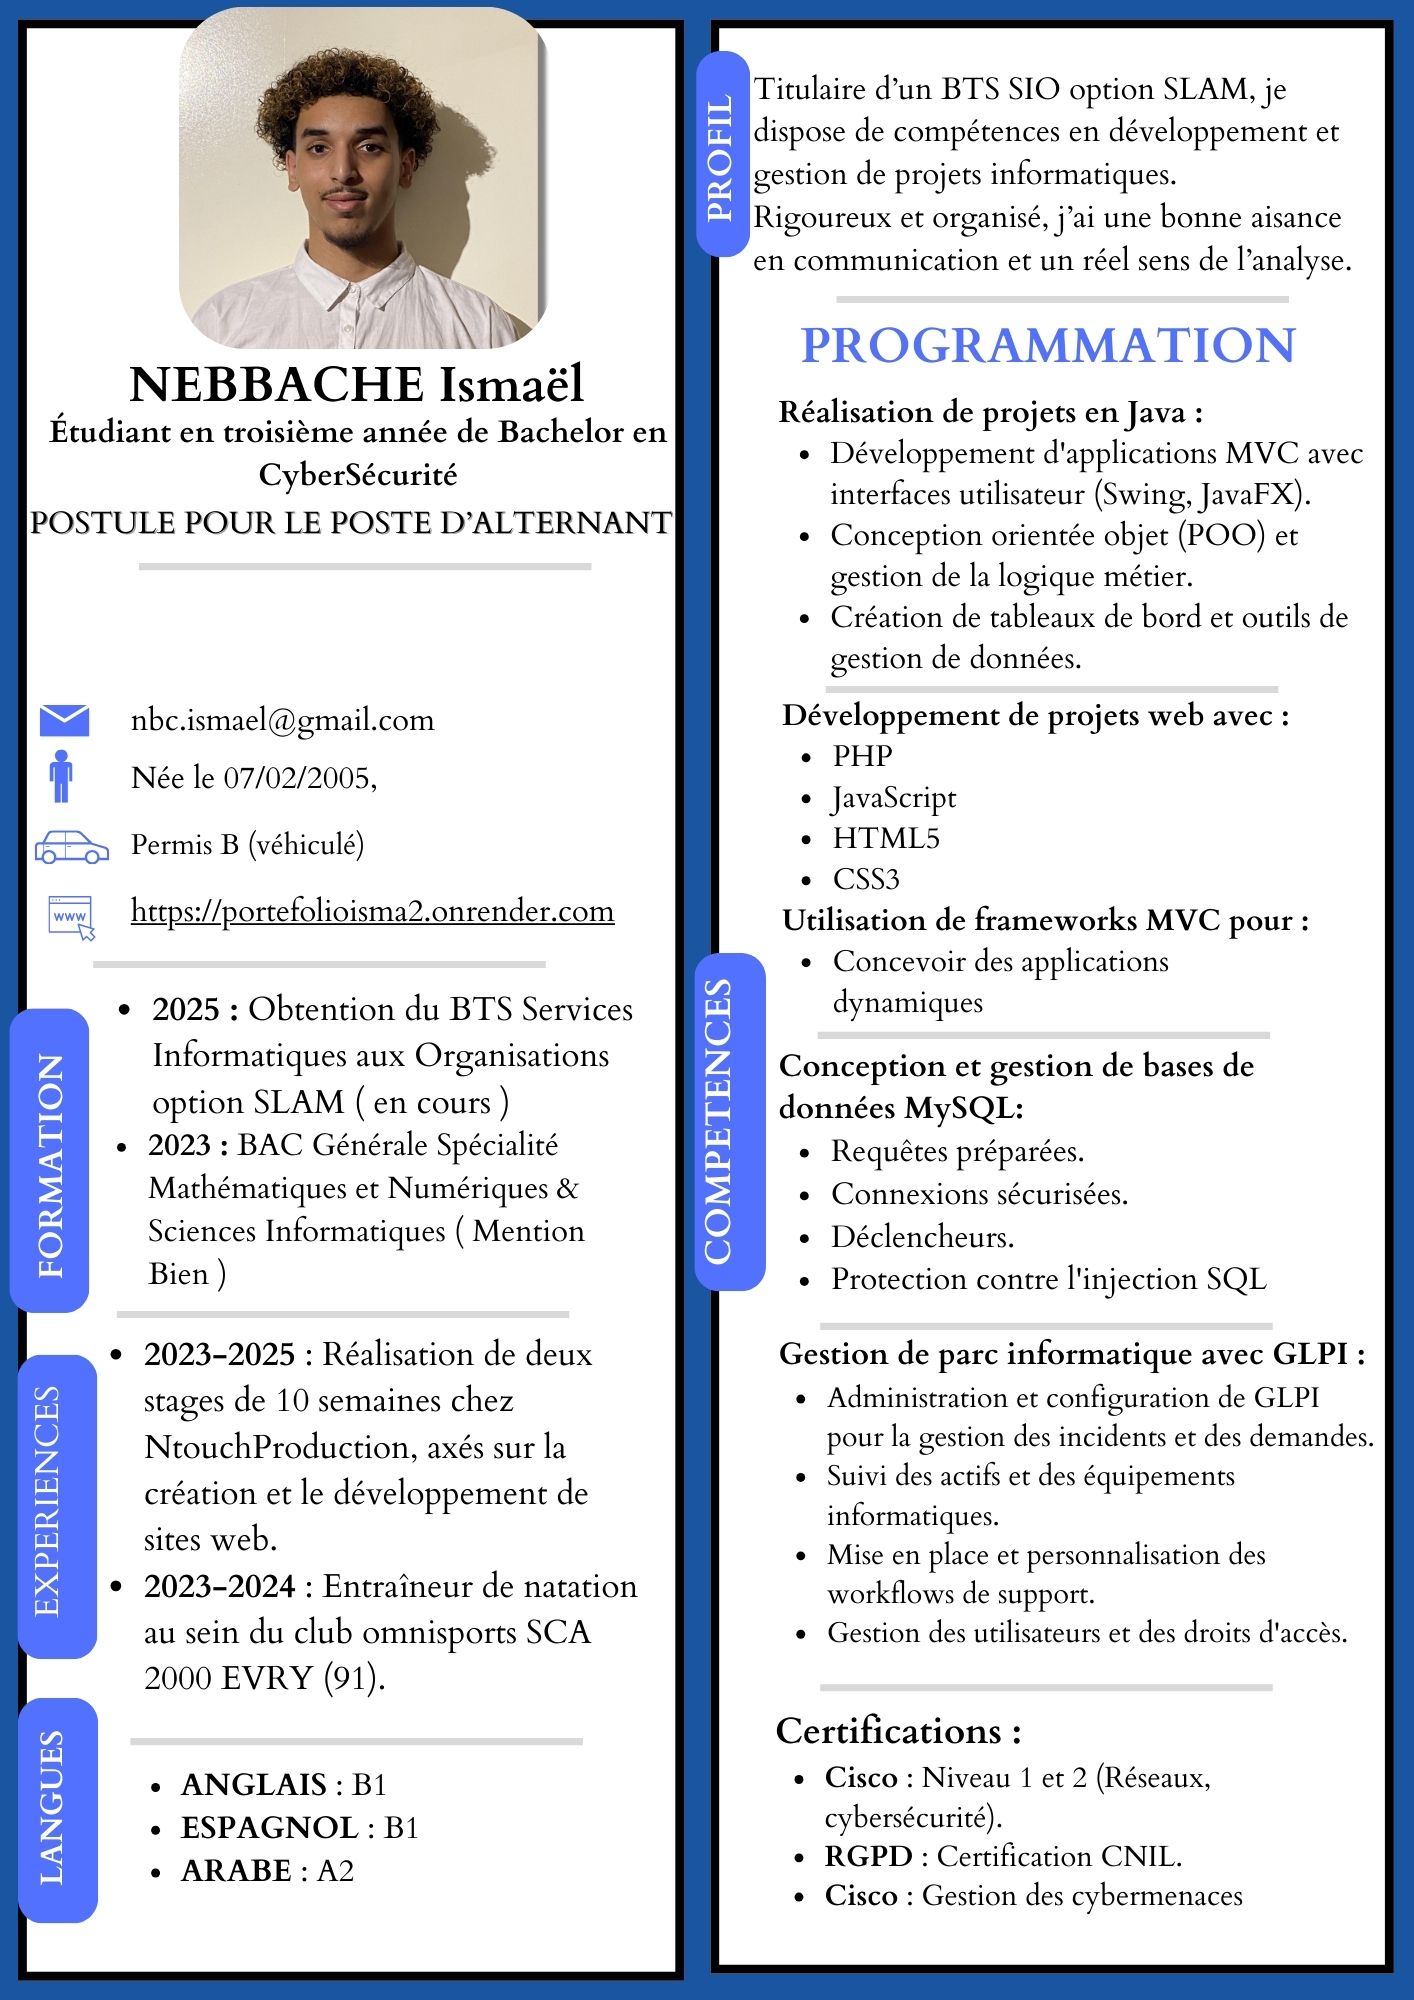 NEBBACHE Ismaël
Étudiant en troisième année de Bachelor en
CyberSécurité
POSTULE POUR LE POSTE D’ALTERNANT
nbc.ismael@gmail.com
Née le 07/02/2005,
Permis B (véhiculé)
www
https://portefolioisma2.onrender.com
FORMATION
• 2025 : Obtention du BTS Services
Informatiques aux Organisations
option SLAM ( en cours )
• 2023 : BAC Générale Spécialité
Mathématiques et Numériques &
Sciences Informatiques ( Mention
Bien )
EXPERIENCES
• 2023-2025 : Réalisation de deux
stages de 10 semaines chez
NtouchProduction, axés sur la
création et le développement de
sites web.
• 2023-2024 : Entraîneur de natation
au sein du club omnisports SCA
2000 EVRY (91).
LANGUES
• ANGLAIS : B1
• ESPAGNOL : B1
• ARABE : A2
PROFIL
Titulaire d’un BTS SIO option SLAM, je
dispose de compétences en développement et
gestion de projets informatiques.
Rigoureux et organisé, j’ai une bonne aisance
en communication et un réel sens de l’analyse.
PROGRAMMATION
COMPETENCES
Réalisation de projets en Java :
• Développement d'applications MVC avec
interfaces utilisateur (Swing, JavaFX).
• Conception orientée objet (POO) et
gestion de la logique métier.
• Création de tableaux de bord et outils de
gestion de données.
Développement de projets web avec :
• PHP
• JavaScript
• HTML5
• CSS3
Utilisation de frameworks MVC pour :
• Concevoir des applications
dynamiques
Conception et gestion de bases de
données MySQL:
• Requêtes préparées.
• Connexions sécurisées.
• Déclencheurs.
• Protection contre l'injection SQL
Gestion de parc informatique avec GLPI :
• Administration et configuration de GLPI
pour la gestion des incidents et des demandes.
• Suivi des actifs et des équipements
informatiques.
• Mise en place et personnalisation des
workflows de support.
• Gestion des utilisateurs et des droits d'accès.
Certifications :
• Cisco : Niveau 1 et 2 (Réseaux,
cybersécurité).
• RGPD : Certification CNIL.
• Cisco : Gestion des cybermenaces